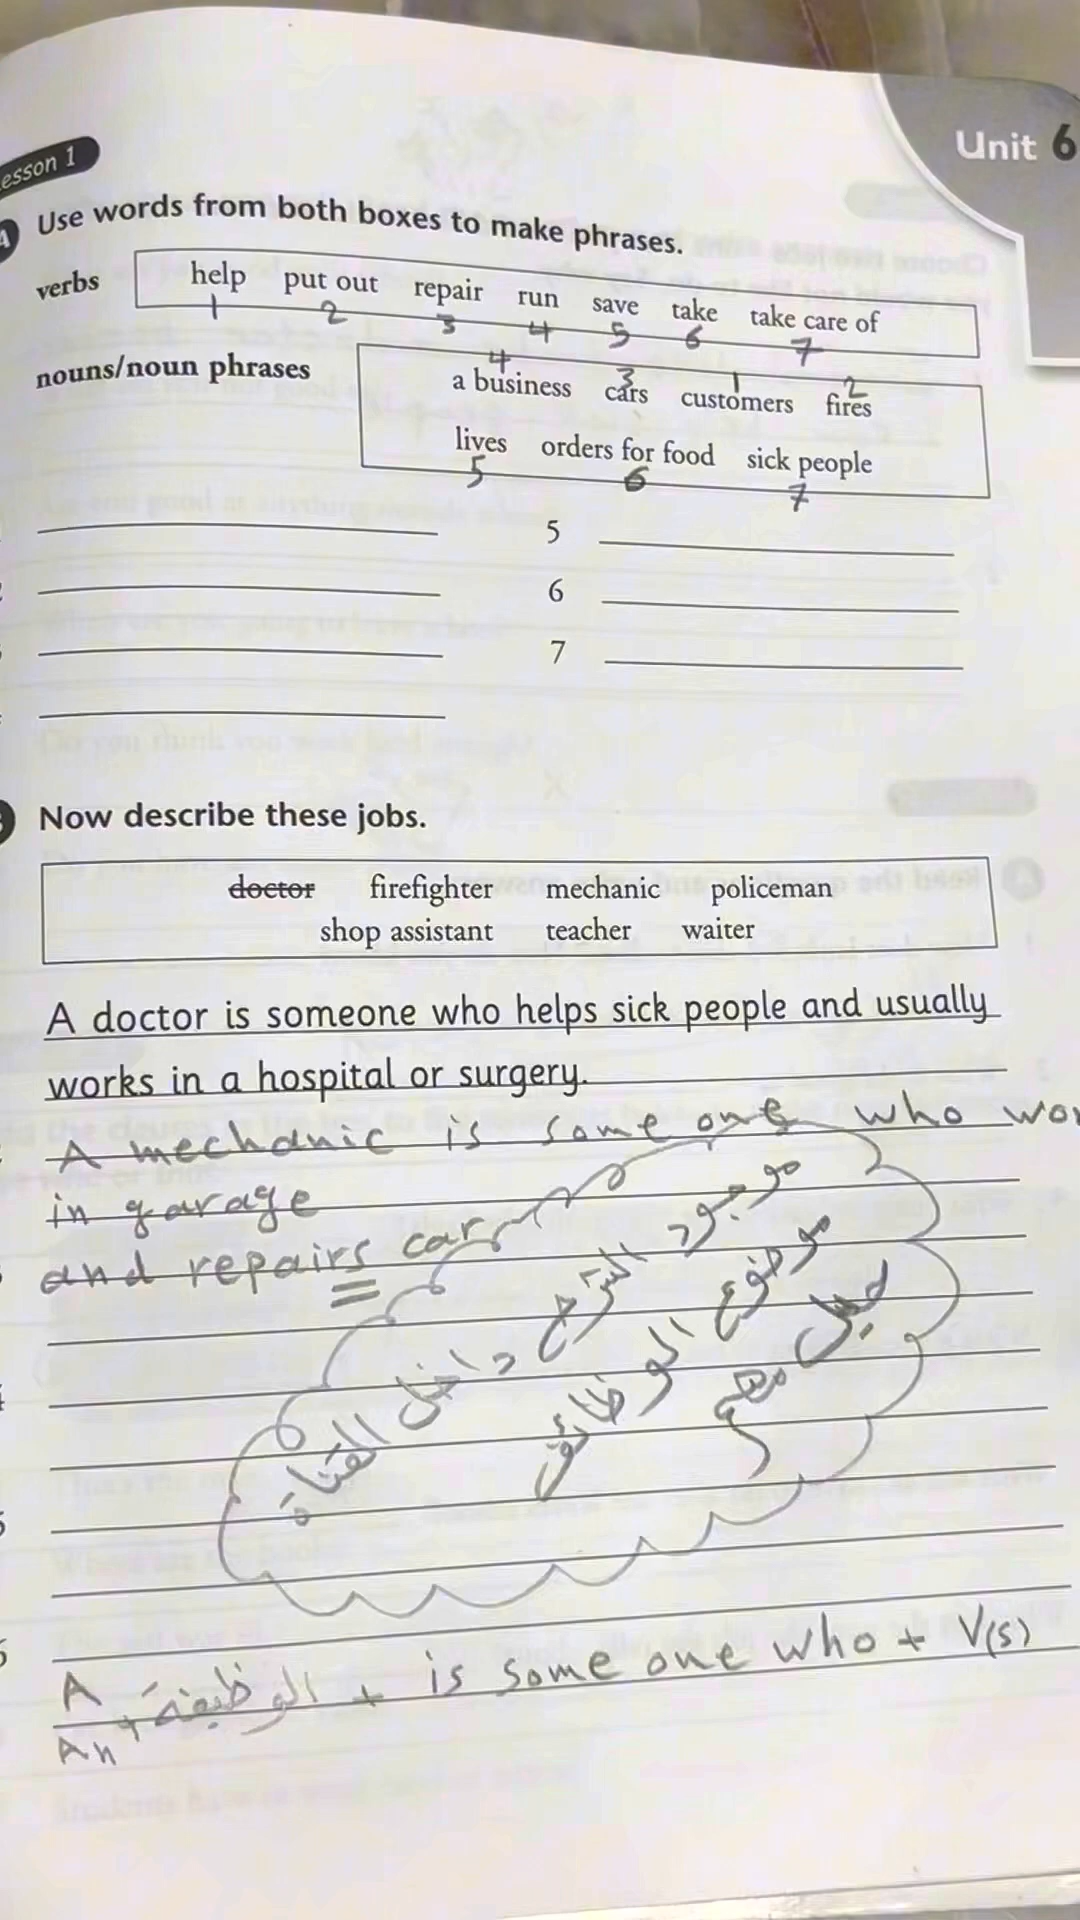 esson 1
Unit 6
A Use words from both boxes to make phrases.
verbs
help put out repair run save take take care of
1 2 3 4 5 6 7
nouns/noun phrases
4 3 1 2
a business cars customers fires
lives orders for food sick people
5 6 7
5
6
7
Now describe these jobs.
doctor firefighter mechanic policeman
shop assistant teacher waiter
A doctor is someone who helps sick people and usually
works in a hospital or surgery.
A mechanic is some one who wo
in garage
and repairs car
موجود الشرح داخل القناة
موضوع الوظائف
A
An + الوظيفة + is some one who + V(s)